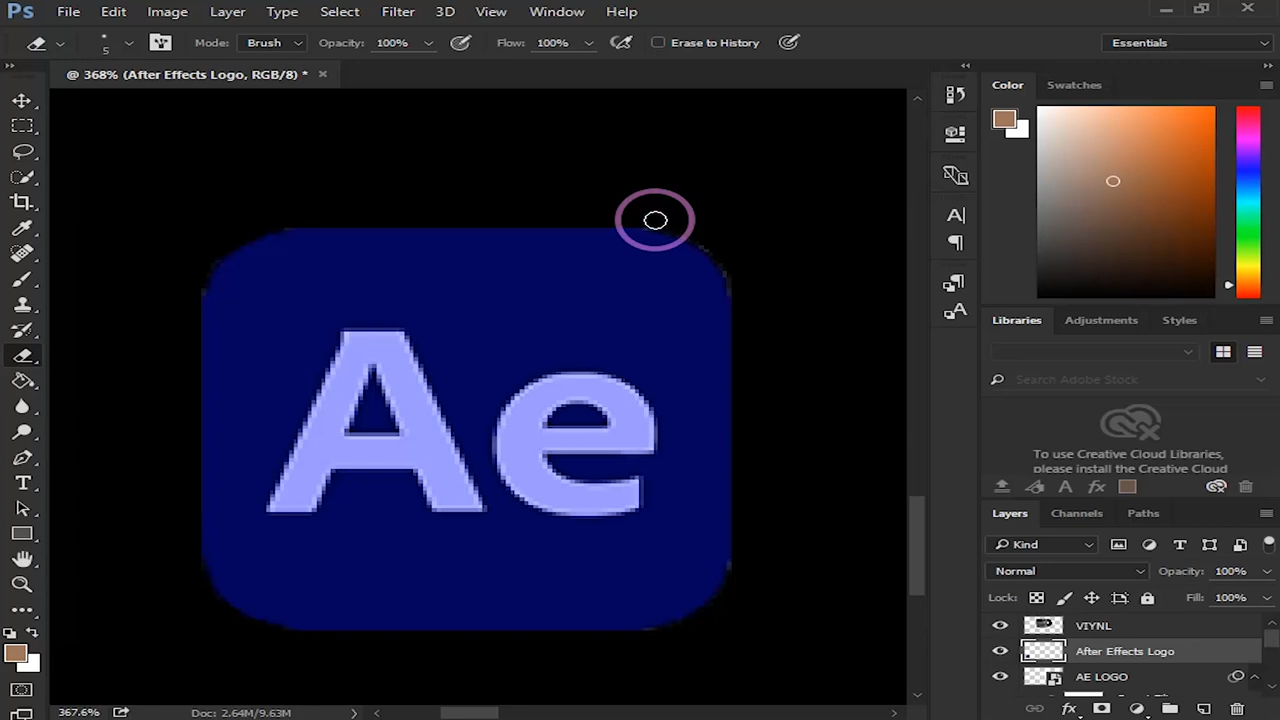 Ps File Edit Image Layer Type Select Filter 3D View Window Help
5 Mode: Brush Opacity: 100% Flow: 100% Erase to History Essentials
@ 368% (After Effects Logo, RGB/8) * ×
Color Swatches
Ae
Libraries Adjustments Styles
Search Adobe Stock
To use Creative Cloud Libraries,
please install the Creative Cloud
Layers Channels Paths
Kind
Normal Opacity: 100%
Lock: Fill: 100%
VIYNL
After Effects Logo
AE LOGO
367.6% Doc: 2.64M/9.63M